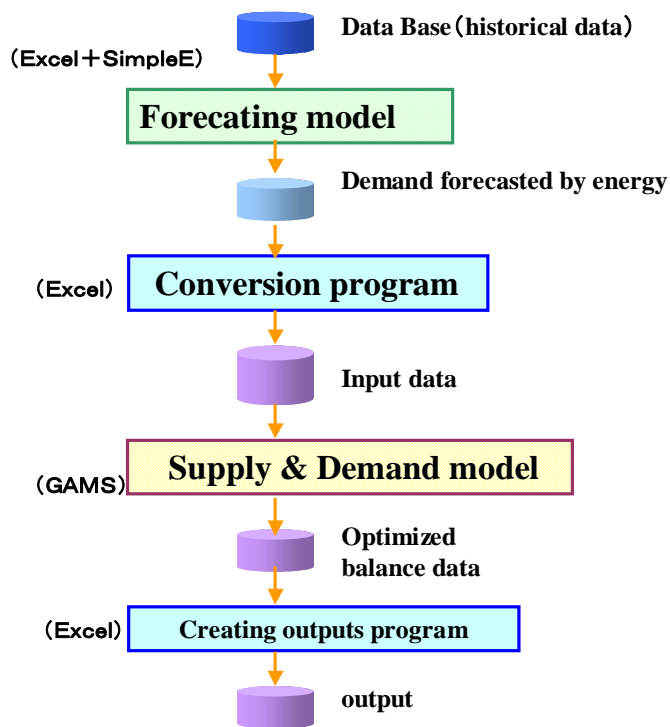 Data Base（historical data）
（Excel＋SimpleE）
Forecating model
Demand forecasted by energy
（Excel）
Conversion program
Input data
Supply & Demand model
（GAMS）
Optimized
balance data
（Excel）
Creating outputs program
output